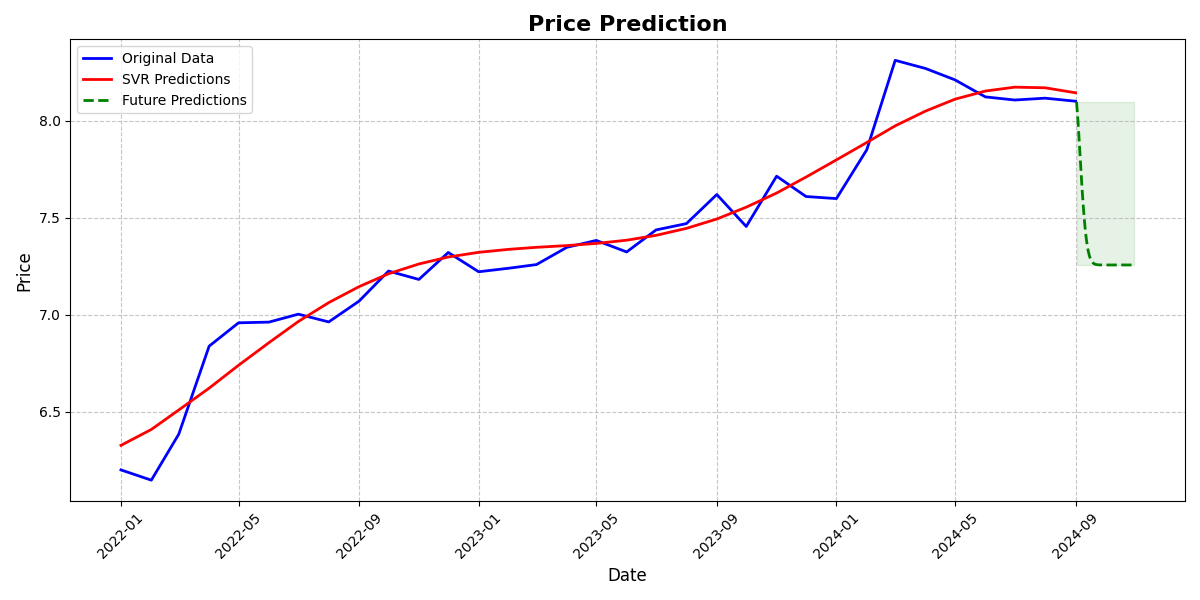 Price Prediction
Original Data
SVR Predictions
Future Predictions
8.0
7.5
7.0
6.5
Price
2022-01
2022-05
2022-09
2023-01
2023-05
2023-09
2024-01
2024-05
2024-09
Date